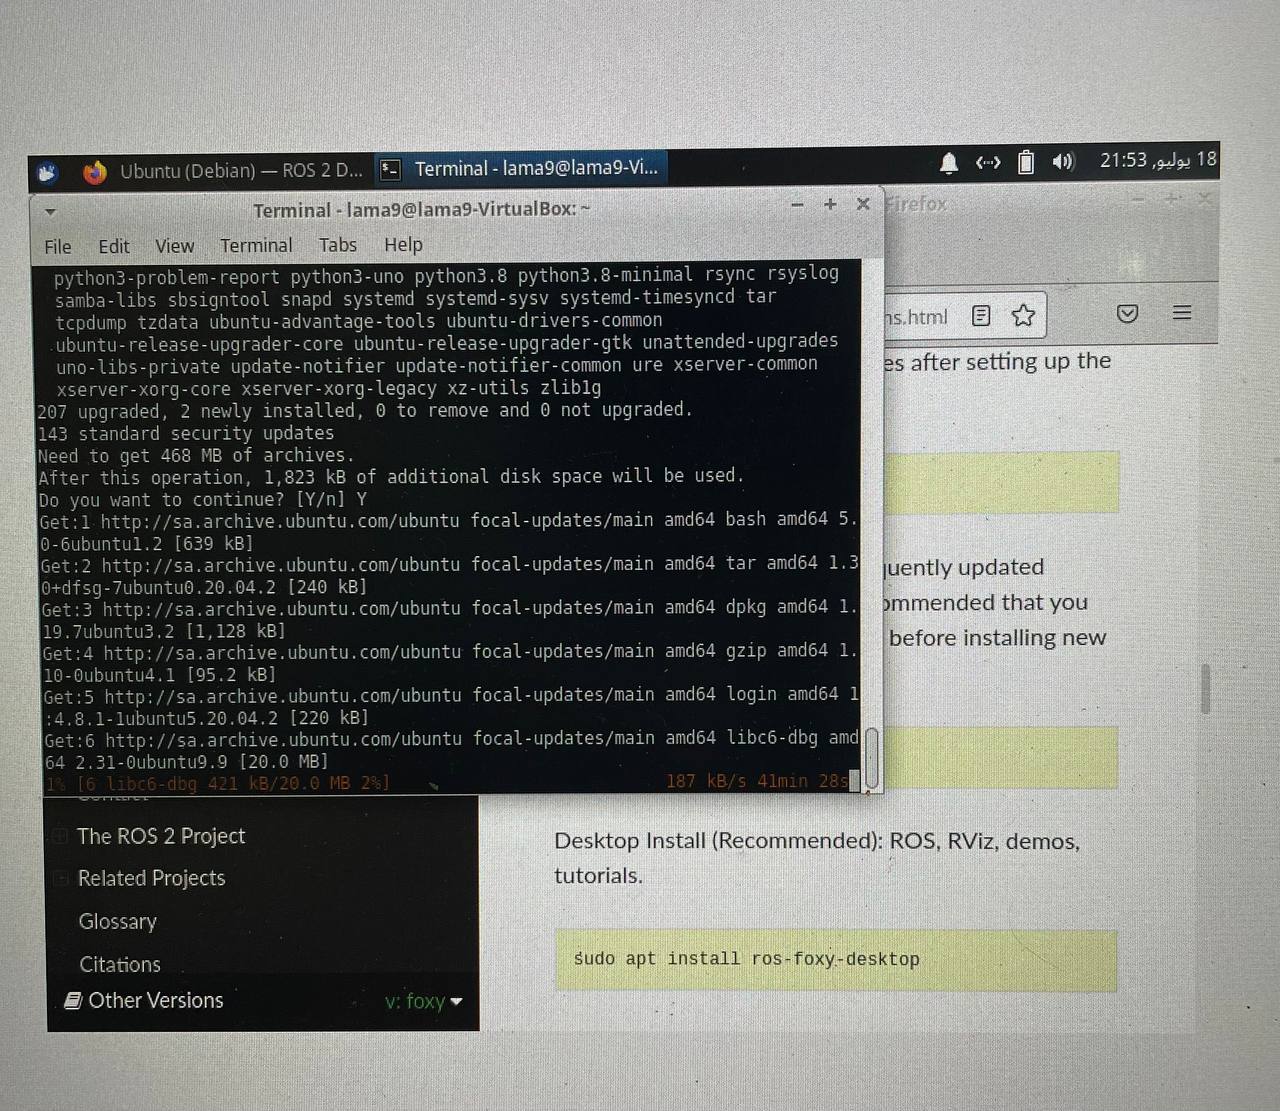 Ubuntu (Debian) — ROS 2 D...
Terminal - lama9@lama9-Vi...
21:53 ,يوليو 18
Terminal - lama9@lama9-VirtualBox: ~
Firefox
File Edit View Terminal Tabs Help
python3-problem-report python3-uno python3.8 python3.8-minimal rsync rsyslog
samba-libs sbsigntool snapd systemd systemd-sysv systemd-timesyncd tar
tcpdump tzdata ubuntu-advantage-tools ubuntu-drivers-common
ubuntu-release-upgrader-core ubuntu-release-upgrader-gtk unattended-upgrades
uno-libs-private update-notifier update-notifier-common ure xserver-common
xserver-xorg-core xserver-xorg-legacy xz-utils zlib1g
207 upgraded, 2 newly installed, 0 to remove and 0 not upgraded.
143 standard security updates
Need to get 468 MB of archives.
After this operation, 1,823 kB of additional disk space will be used.
Do you want to continue? [Y/n] Y
Get:1 http://sa.archive.ubuntu.com/ubuntu focal-updates/main amd64 bash amd64 5.
0-6ubuntu1.2 [639 kB]
Get:2 http://sa.archive.ubuntu.com/ubuntu focal-updates/main amd64 tar amd64 1.3
0+dfsg-7ubuntu0.20.04.2 [240 kB]
Get:3 http://sa.archive.ubuntu.com/ubuntu focal-updates/main amd64 dpkg amd64 1.
19.7ubuntu3.2 [1,128 kB]
Get:4 http://sa.archive.ubuntu.com/ubuntu focal-updates/main amd64 gzip amd64 1.
10-0ubuntu4.1 [95.2 kB]
Get:5 http://sa.archive.ubuntu.com/ubuntu focal-updates/main amd64 login amd64 1
:4.8.1-1ubuntu5.20.04.2 [220 kB]
Get:6 http://sa.archive.ubuntu.com/ubuntu focal-updates/main amd64 libc6-dbg amd
64 2.31-0ubuntu9.9 [20.0 MB]
1% [6 libc6-dbg 421 kB/20.0 MB 2%] 187 kB/s 41min 28s
ns.html
es after setting up the
quently updated
ommended that you
before installing new
The ROS 2 Project
Related Projects
Glossary
Citations
Other Versions v: foxy
Desktop Install (Recommended): ROS, RViz, demos,
tutorials.
sudo apt install ros-foxy-desktop